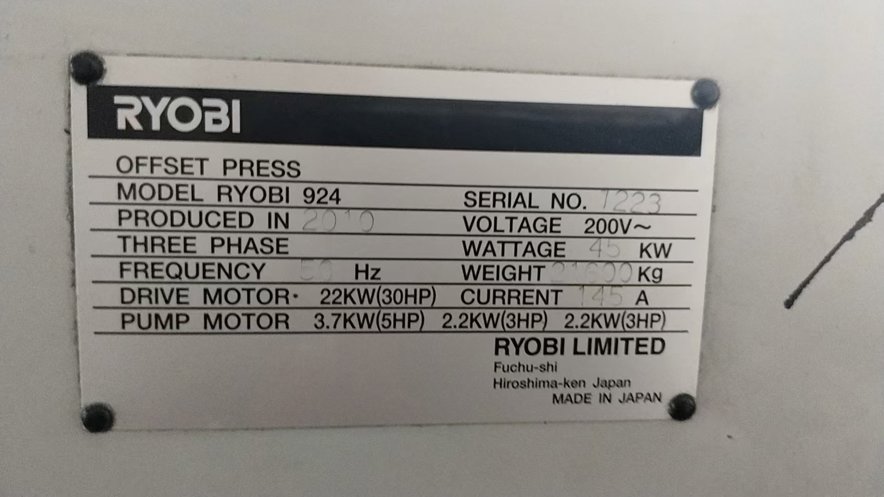 RYOBI
OFFSET PRESS
MODEL RYOBI 924 SERIAL NO. 1223
PRODUCED IN 2010 VOLTAGE 200V~
THREE PHASE WATTAGE 45 KW
FREQUENCY 50 Hz WEIGHT Kg
DRIVE MOTOR· 22KW(30HP) CURRENT 145 A
PUMP MOTOR 3.7KW(5HP) 2.2KW(3HP) 2.2KW(3HP)
RYOBI LIMITED
Fuchu-shi
Hiroshima-ken Japan
MADE IN JAPAN